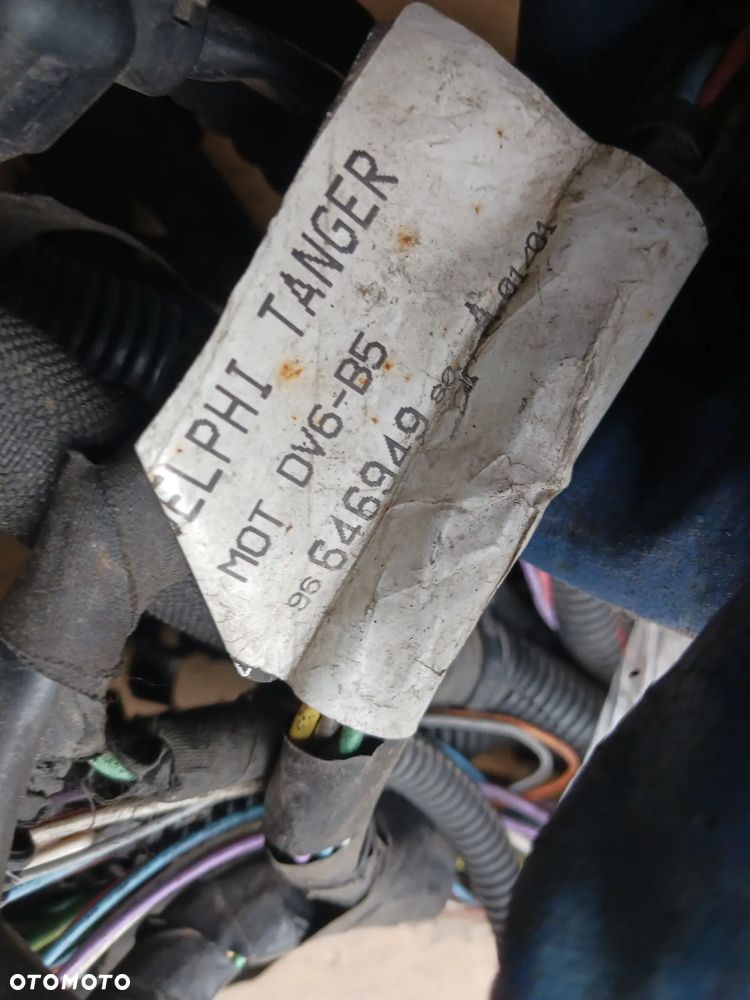 ELPHI TANGER
MOT DV6-B5
96 646949 80 A 01/01
OTOMOTO